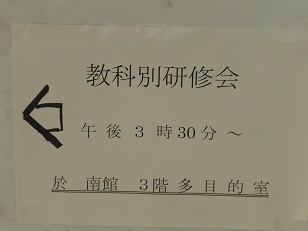 教科別研修会
午後 3 時 30分 ～
於 南館 3階 多目的室